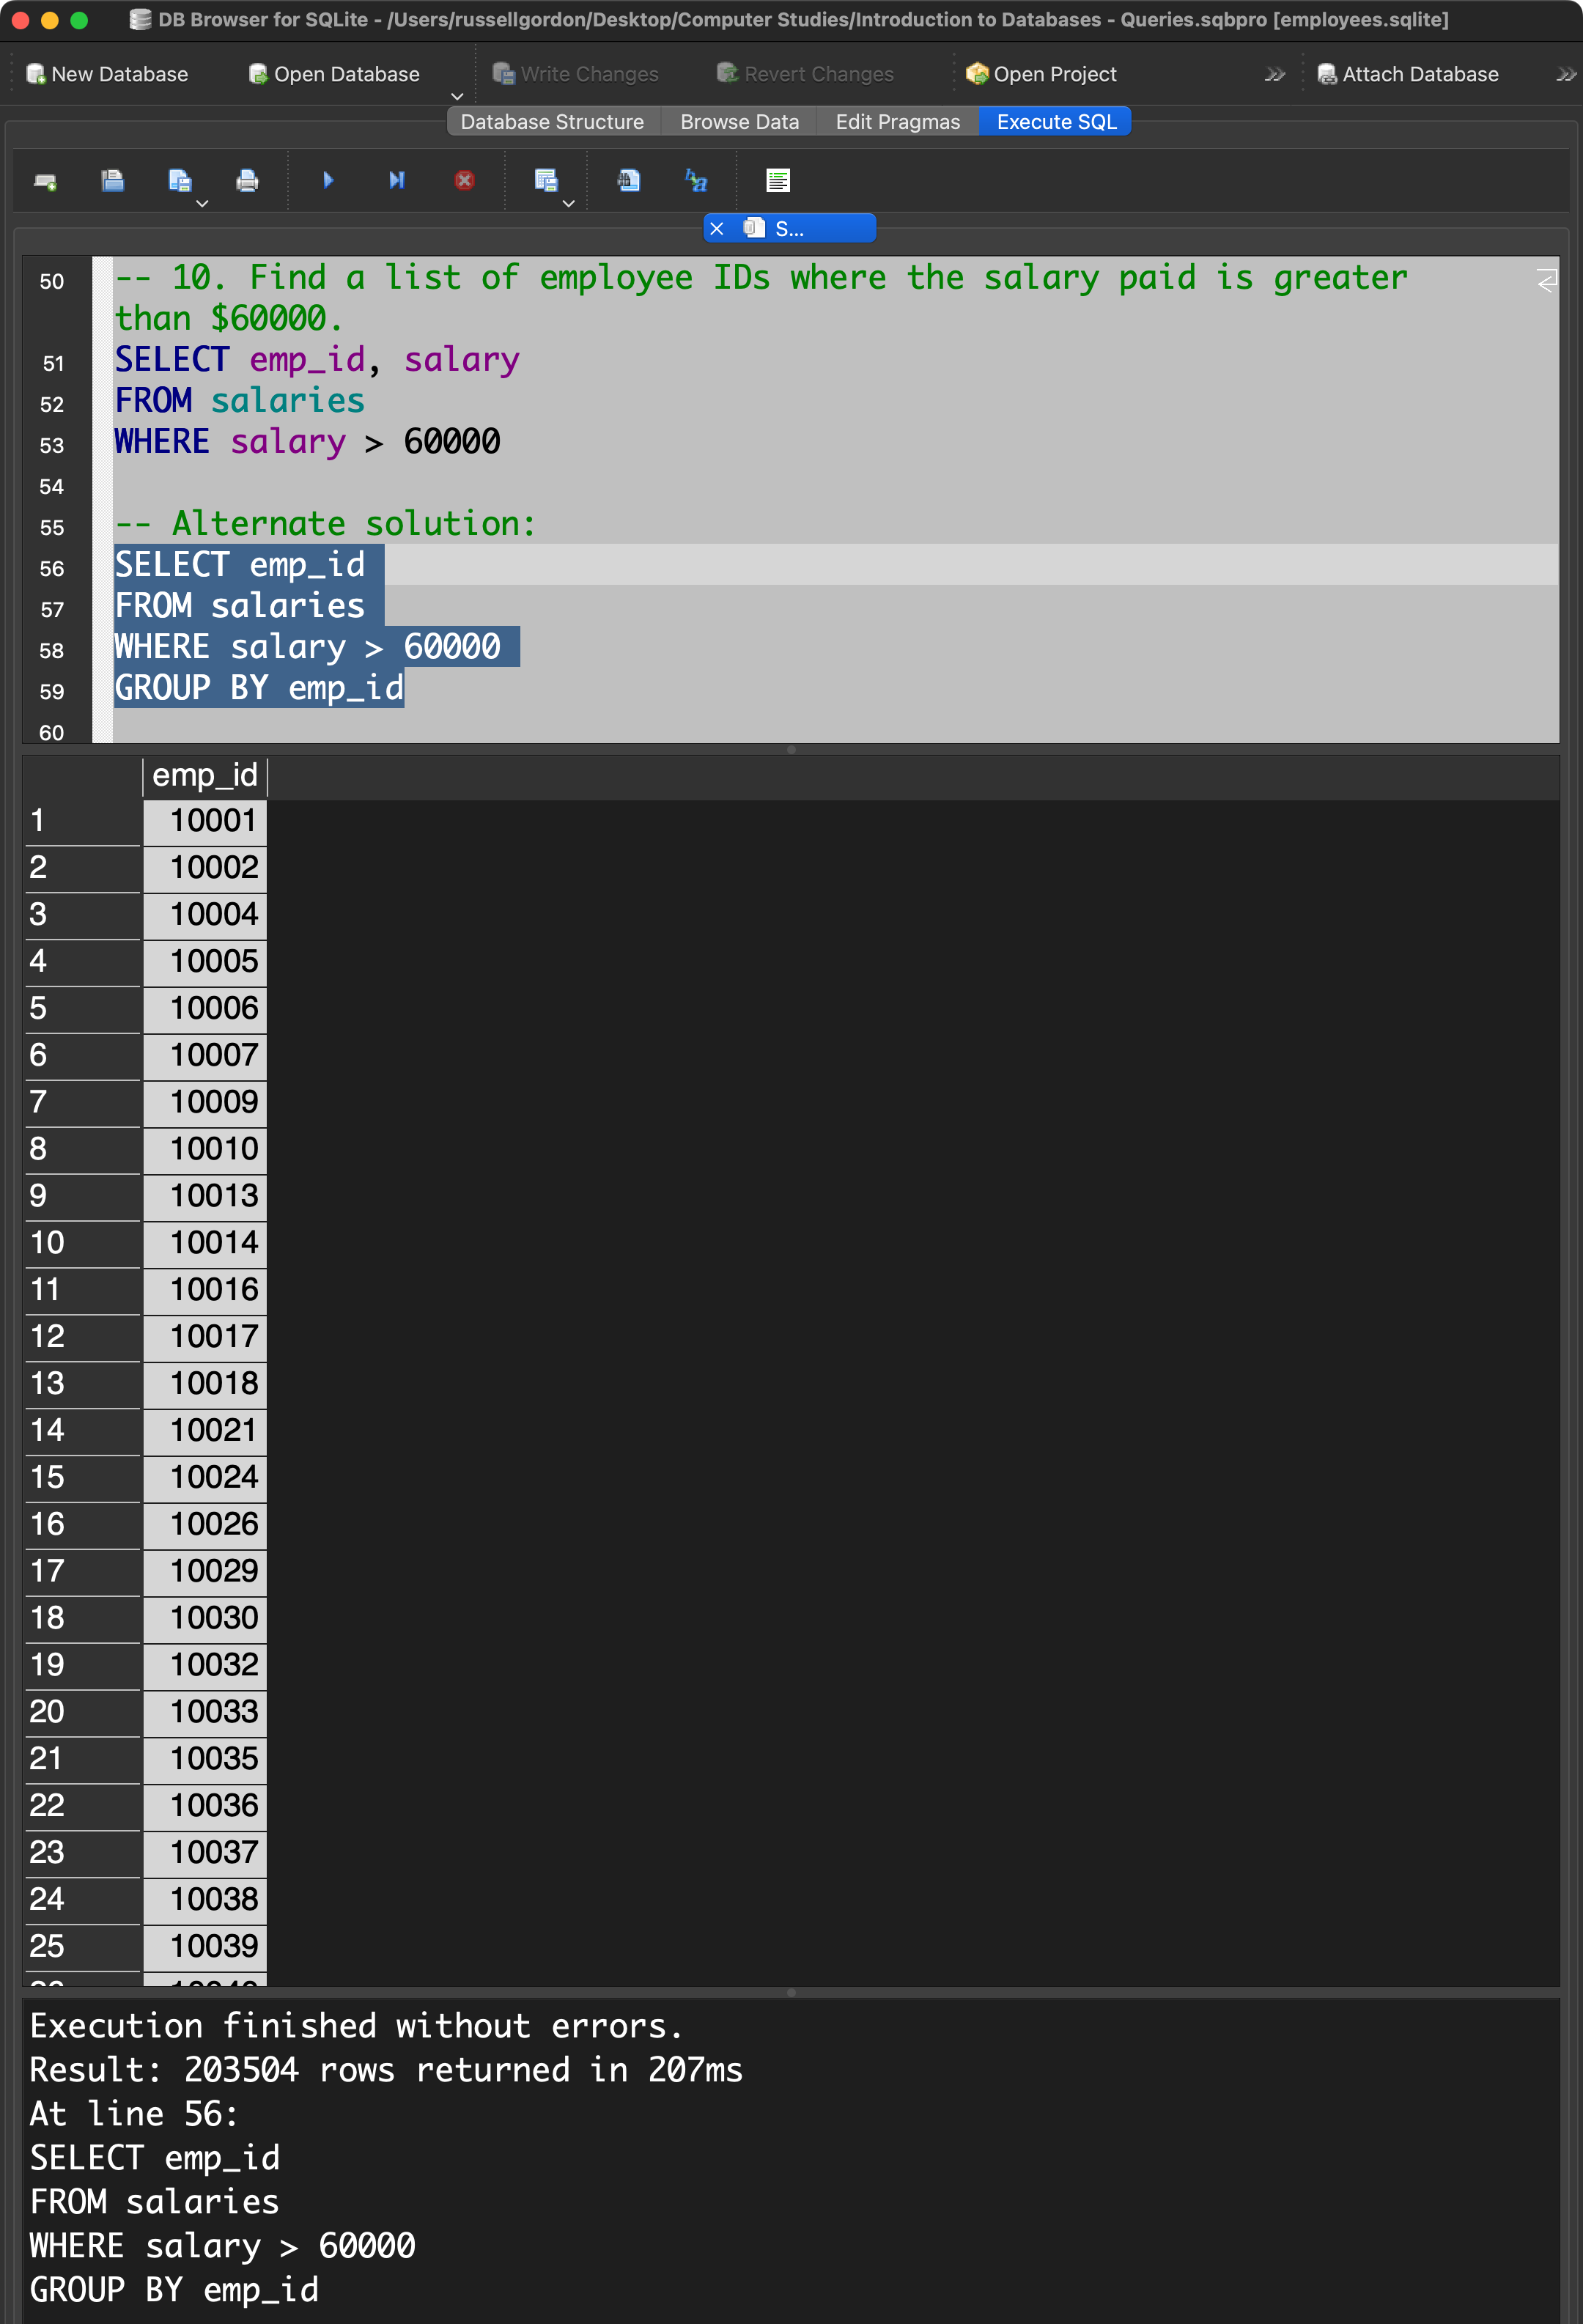 DB Browser for SQLite - /Users/russellgordon/Desktop/Computer Studies/Introduction to Databases - Queries.sqbpro [employees.sqlite]
New Database Open Database Write Changes Revert Changes Open Project Attach Database
Database Structure Browse Data Edit Pragmas Execute SQL
S...
50 -- 10. Find a list of employee IDs where the salary paid is greater
than $60000.
51 SELECT emp_id, salary
52 FROM salaries
53 WHERE salary > 60000
54
55 -- Alternate solution:
56 SELECT emp_id
57 FROM salaries
58 WHERE salary > 60000
59 GROUP BY emp_id
60
emp_id
1 10001
2 10002
3 10004
4 10005
5 10006
6 10007
7 10009
8 10010
9 10013
10 10014
11 10016
12 10017
13 10018
14 10021
15 10024
16 10026
17 10029
18 10030
19 10032
20 10033
21 10035
22 10036
23 10037
24 10038
25 10039
Execution finished without errors.
Result: 203504 rows returned in 207ms
At line 56:
SELECT emp_id
FROM salaries
WHERE salary > 60000
GROUP BY emp_id